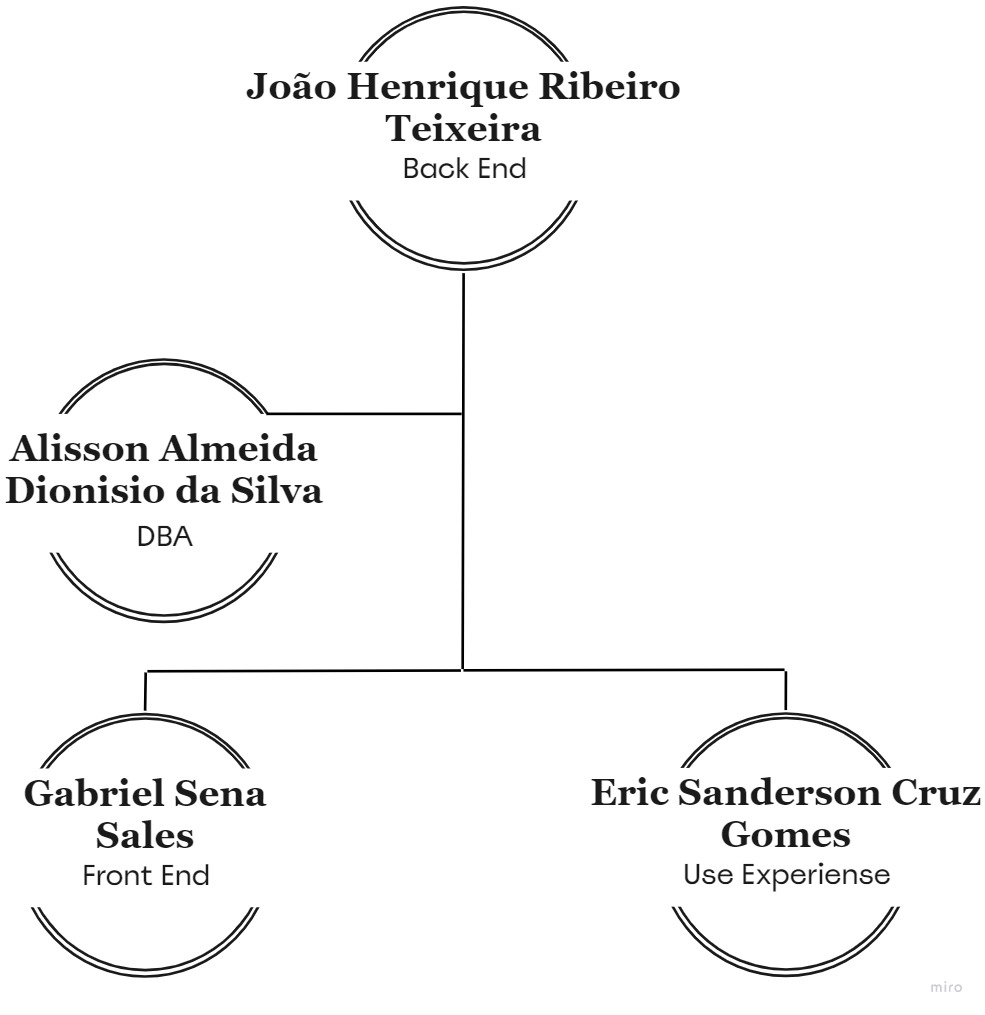 João Henrique Ribeiro
Teixeira
Back End
Alisson Almeida
Dionisio da Silva
DBA
Gabriel Sena
Sales
Front End
Eric Sanderson Cruz
Gomes
Use Experiense
miro